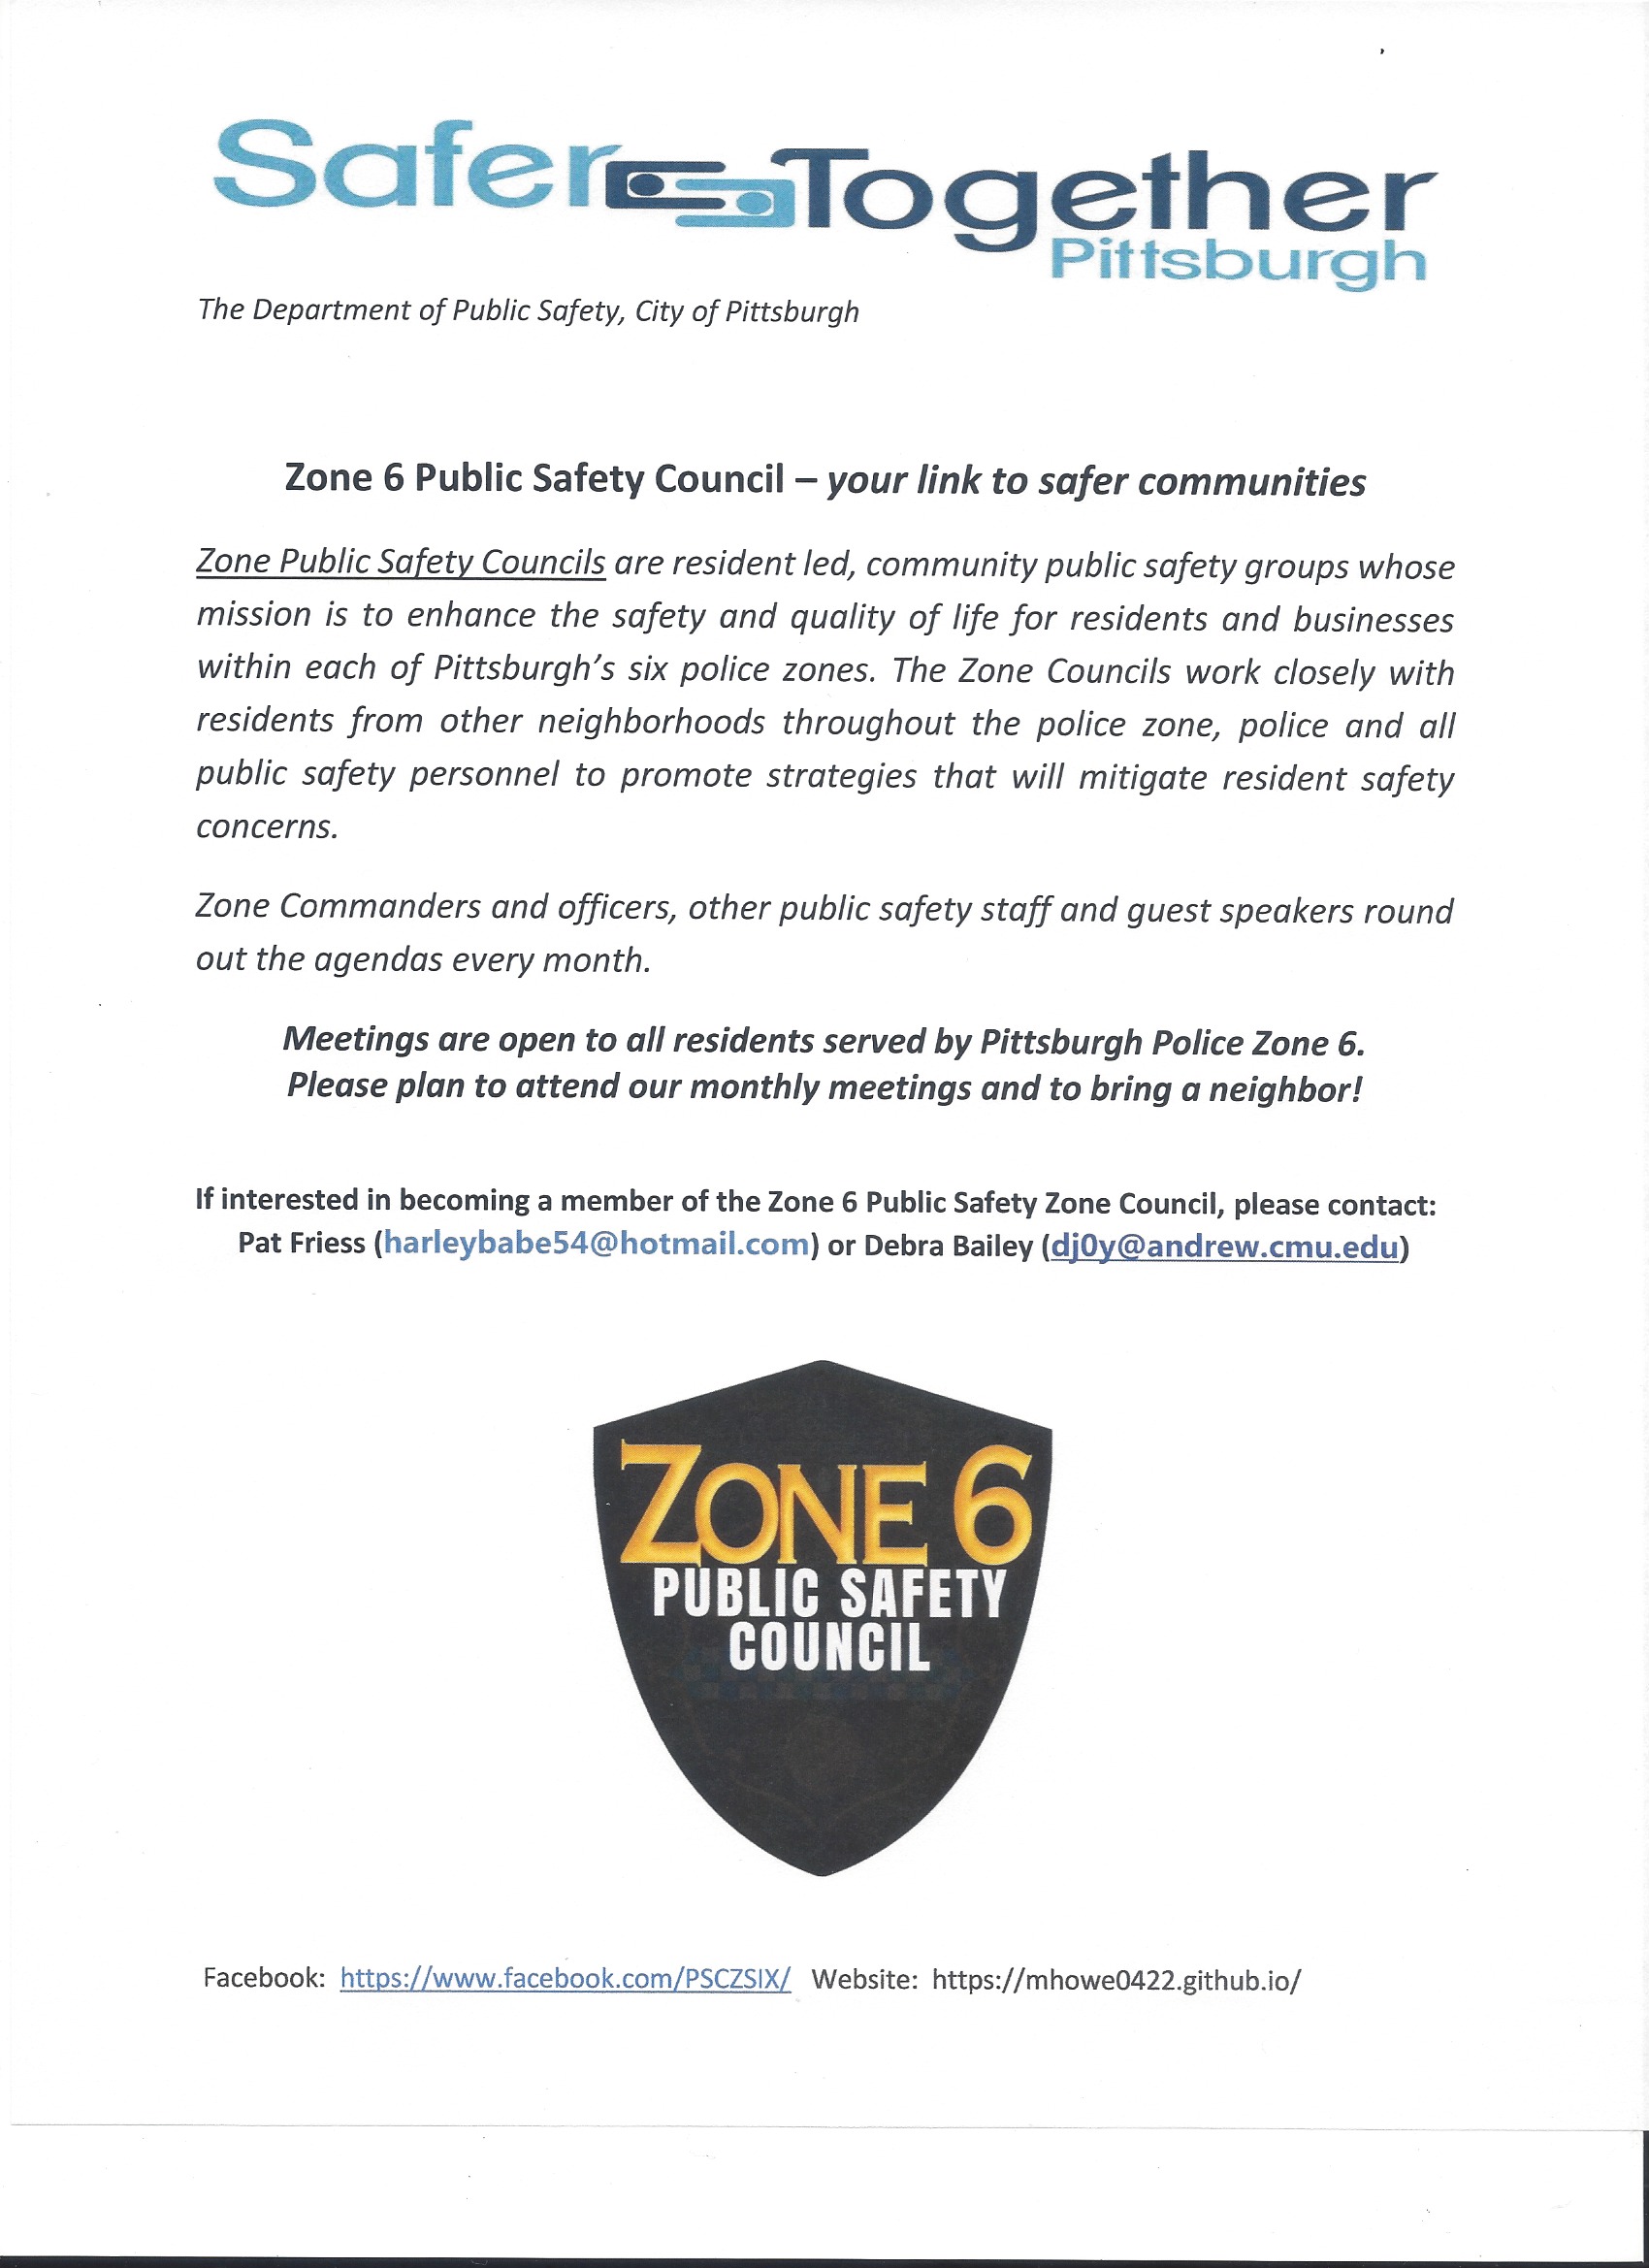 Safer Together
Pittsburgh
The Department of Public Safety, City of Pittsburgh
Zone 6 Public Safety Council – your link to safer communities
Zone Public Safety Councils are resident led, community public safety groups whose
mission is to enhance the safety and quality of life for residents and businesses
within each of Pittsburgh’s six police zones. The Zone Councils work closely with
residents from other neighborhoods throughout the police zone, police and all
public safety personnel to promote strategies that will mitigate resident safety
concerns.
Zone Commanders and officers, other public safety staff and guest speakers round
out the agendas every month.
Meetings are open to all residents served by Pittsburgh Police Zone 6.
Please plan to attend our monthly meetings and to bring a neighbor!
If interested in becoming a member of the Zone 6 Public Safety Zone Council, please contact:
Pat Friess (harleybabe54@hotmail.com) or Debra Bailey (dj0y@andrew.cmu.edu)
ZONE 6
PUBLIC SAFETY
COUNCIL
Facebook: https://www.facebook.com/PSCZSIX/ Website: https://mhowe0422.github.io/